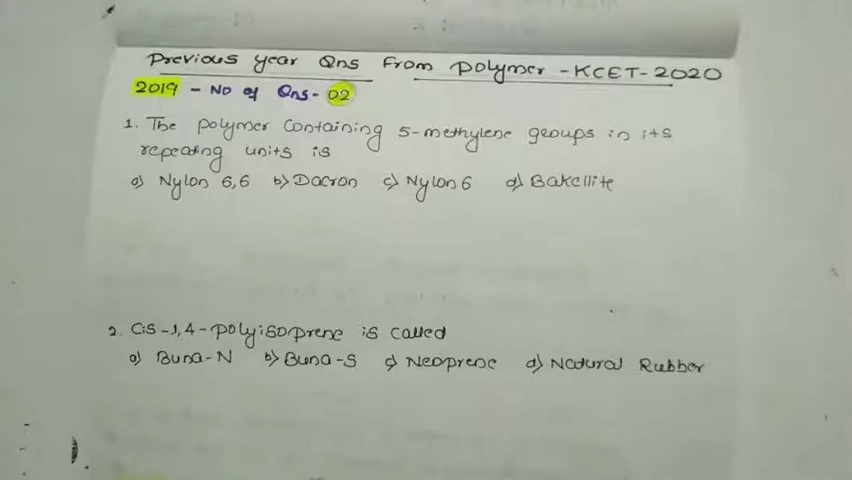 Previous year Qns From polymer - KCET - 2020
2019 - No of Qns - 02
1. The polymer containing 5-methylene groups in its
repeating units is
a) Nylon 6,6 b) Dacron c) Nylon 6 d) Bakellite
2. Cis-1,4-polyisoprene is called
a) Buna-N b) Buna-S c) Neoprene d) Natural Rubber